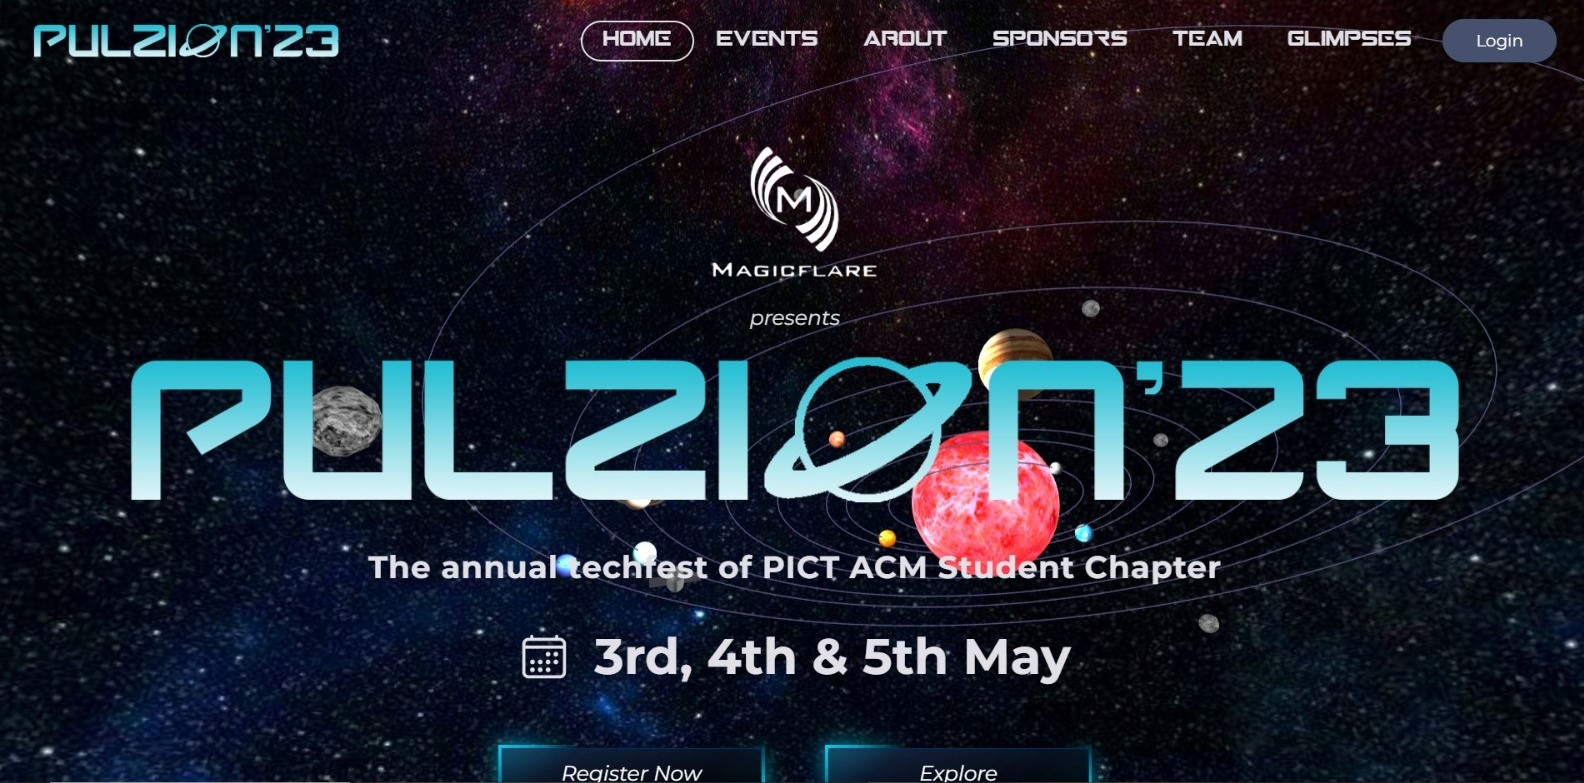 PULZION'23
HOME EVENTS ABOUT SPONSORS TEAM GLIMPSES Login
M
MAGICFLARE
presents
PULZION'23
The annual techfest of PICT ACM Student Chapter
3rd, 4th & 5th May
Register Now Explore